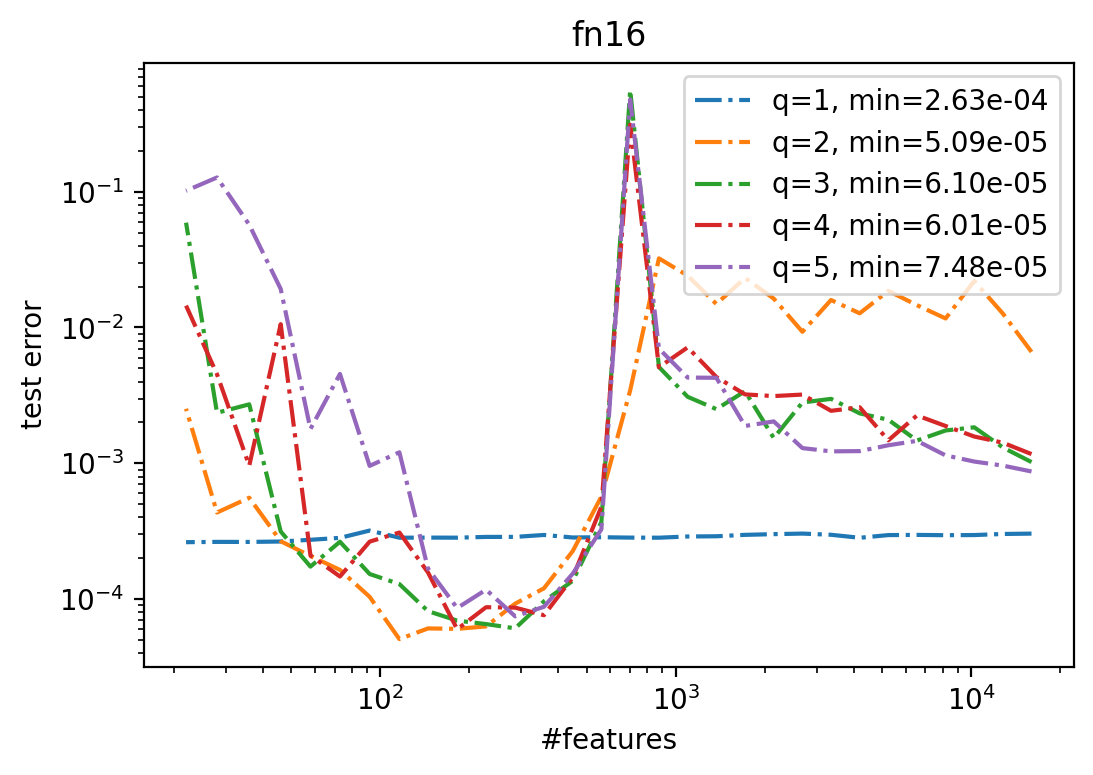 fn16
q=1, min=2.63e-04
q=2, min=5.09e-05
q=3, min=6.10e-05
q=4, min=6.01e-05
q=5, min=7.48e-05
10⁻¹
10⁻²
10⁻³
10⁻⁴
test error
10²
10³
10⁴
#features